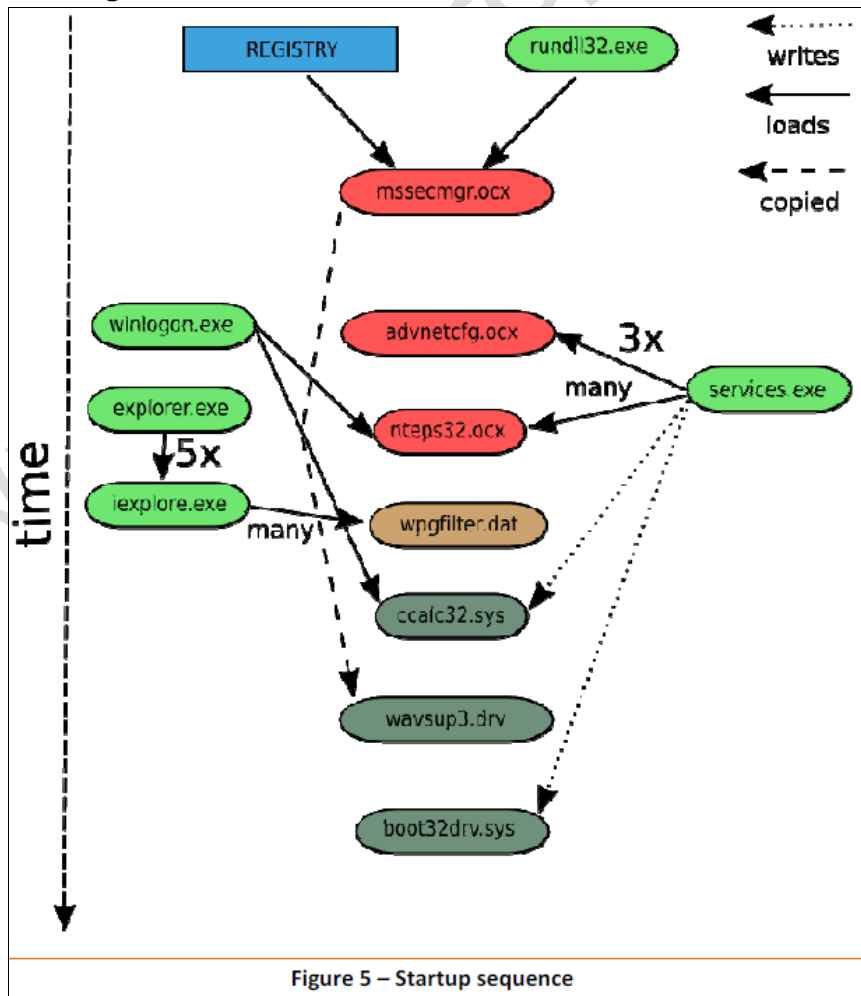 REGISTRY
rundll32.exe
writes
loads
mssecmgr.ocx
copied
winlogon.exe
advnetcfg.ocx
3x
services.exe
many
explorer.exe
nteps32.ocx
5x
iexplore.exe
many
wpgfilter.dat
time
ccalc32.sys
wavsup3.drv
boot32drv.sys
Figure 5 – Startup sequence